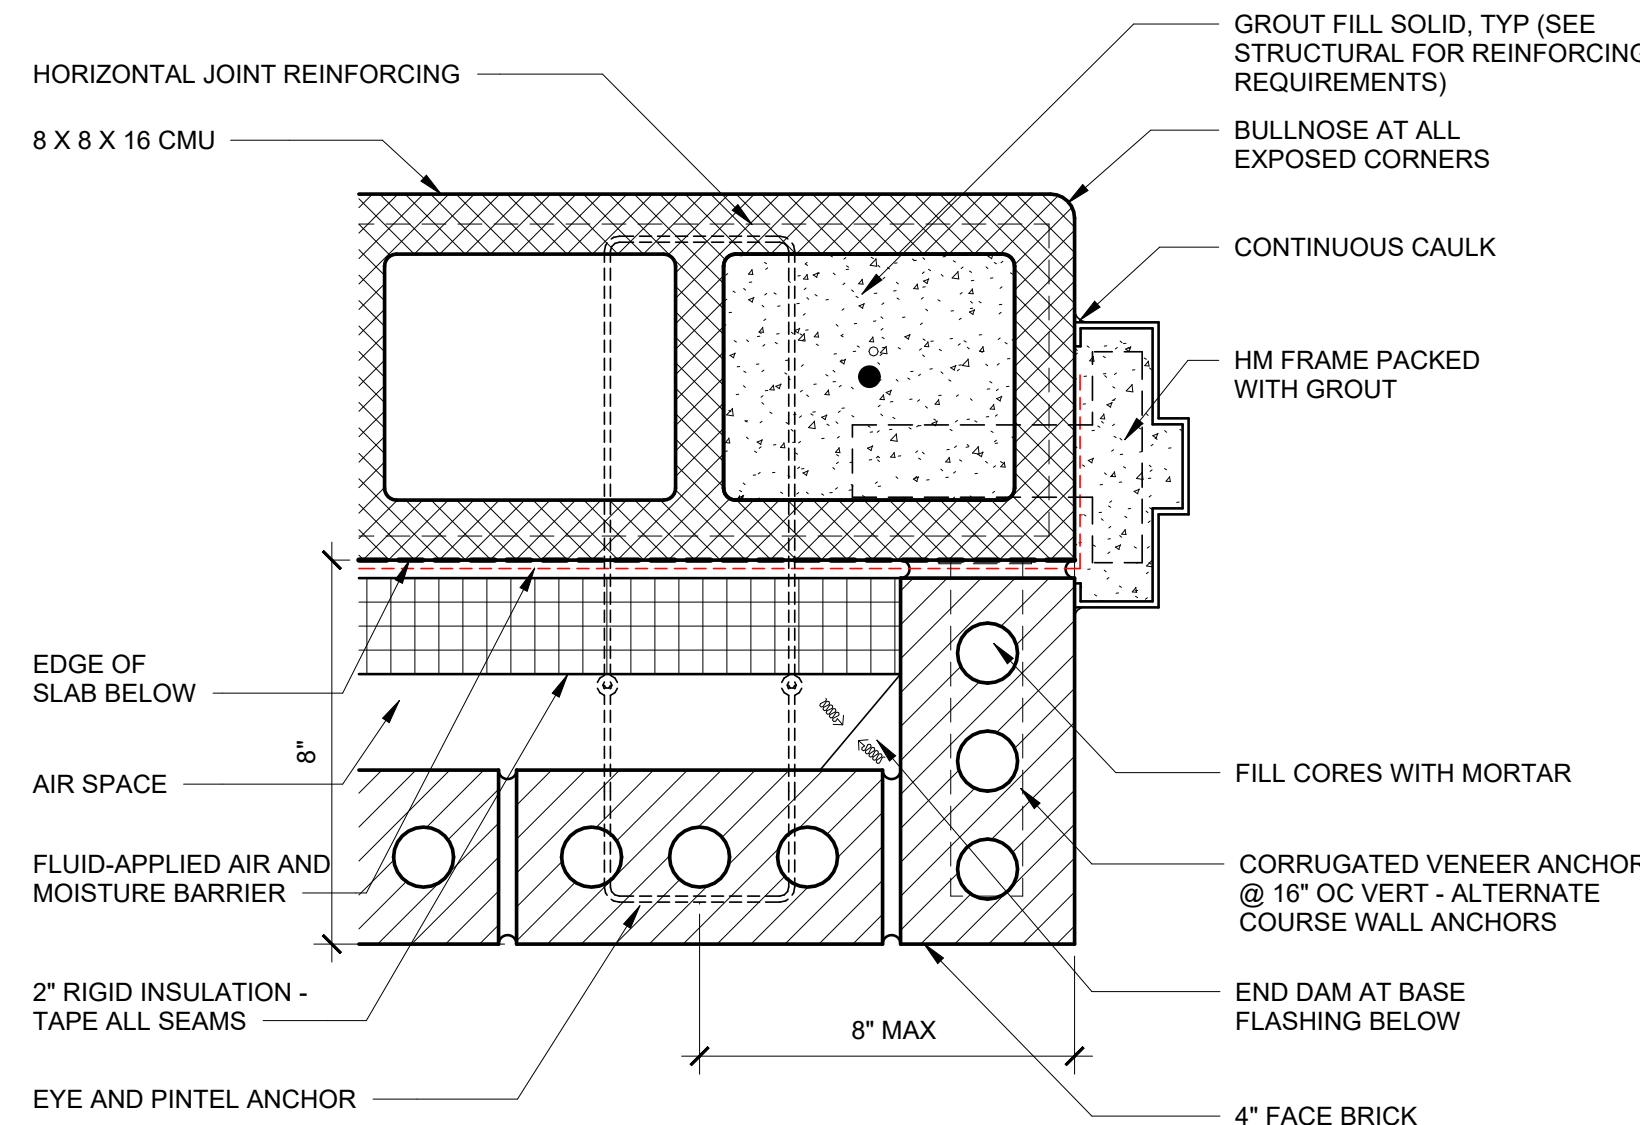 HORIZONTAL JOINT REINFORCING
8 X 8 X 16 CMU
EDGE OF
SLAB BELOW
8"
AIR SPACE
FLUID-APPLIED AIR AND
MOISTURE BARRIER
2" RIGID INSULATION -
TAPE ALL SEAMS
EYE AND PINTEL ANCHOR
8" MAX
GROUT FILL SOLID, TYP (SEE
STRUCTURAL FOR REINFORCING
REQUIREMENTS)
BULLNOSE AT ALL
EXPOSED CORNERS
CONTINUOUS CAULK
HM FRAME PACKED
WITH GROUT
FILL CORES WITH MORTAR
CORRUGATED VENEER ANCHOR
@ 16" OC VERT - ALTERNATE
COURSE WALL ANCHORS
END DAM AT BASE
FLASHING BELOW
4" FACE BRICK